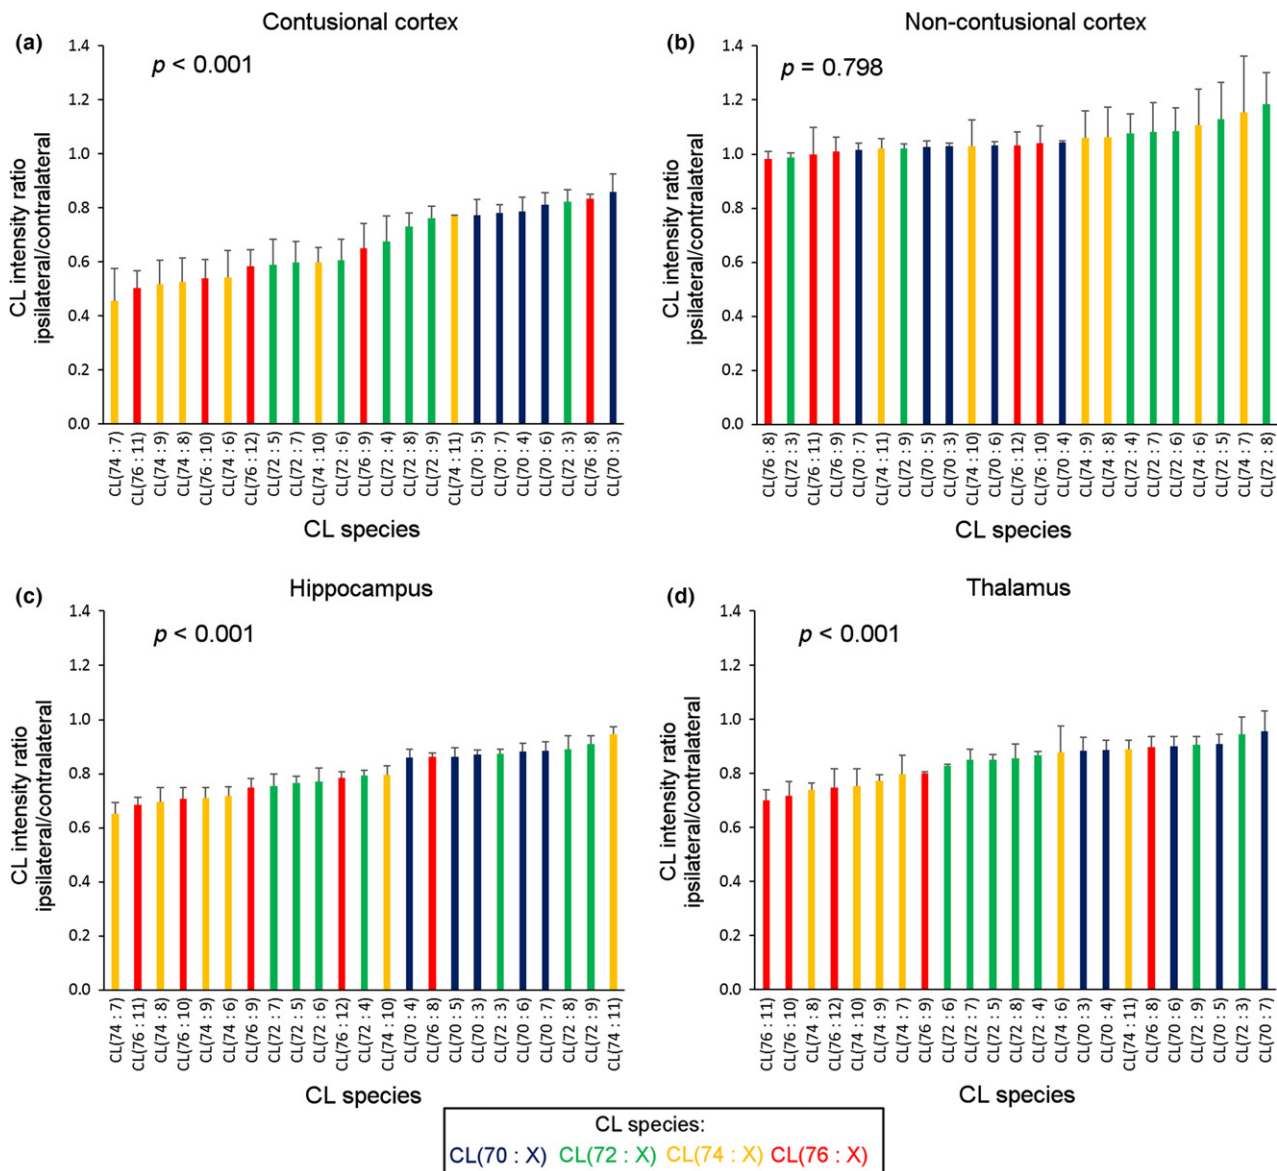 (a)
Contusional cortex
p < 0.001
1.4
1.2
1.0
0.8
0.6
0.4
0.2
0.0
CL intensity ratio
ipsilateral/contralateral
CL(74 : 7)
CL(76 : 11)
CL(74 : 9)
CL(74 : 8)
CL(76 : 10)
CL(74 : 6)
CL(76 : 12)
CL(72 : 5)
CL(72 : 7)
CL(74 : 10)
CL(72 : 6)
CL(76 : 9)
CL(72 : 4)
CL(72 : 8)
CL(72 : 9)
CL(74 : 11)
CL(70 : 5)
CL(70 : 7)
CL(70 : 4)
CL(70 : 6)
CL(72 : 3)
CL(76 : 8)
CL(70 : 3)
CL species
(b)
Non-contusional cortex
p = 0.798
1.4
1.2
1.0
0.8
0.6
0.4
0.2
0.0
CL intensity ratio
ipsilateral/contralateral
CL(76 : 8)
CL(72 : 3)
CL(76 : 11)
CL(76 : 9)
CL(70 : 7)
CL(74 : 11)
CL(72 : 9)
CL(70 : 5)
CL(70 : 3)
CL(74 : 10)
CL(70 : 6)
CL(76 : 12)
CL(76 : 10)
CL(70 : 4)
CL(74 : 9)
CL(74 : 8)
CL(72 : 4)
CL(72 : 7)
CL(72 : 6)
CL(74 : 6)
CL(72 : 5)
CL(74 : 7)
CL(72 : 8)
CL species
(c)
Hippocampus
p < 0.001
1.4
1.2
1.0
0.8
0.6
0.4
0.2
0.0
CL intensity ratio
ipsilateral/contralateral
CL(74 : 7)
CL(76 : 11)
CL(74 : 8)
CL(76 : 10)
CL(74 : 9)
CL(74 : 6)
CL(76 : 9)
CL(72 : 7)
CL(72 : 5)
CL(72 : 6)
CL(76 : 12)
CL(72 : 4)
CL(74 : 10)
CL(70 : 4)
CL(76 : 8)
CL(70 : 5)
CL(70 : 3)
CL(72 : 3)
CL(70 : 6)
CL(70 : 7)
CL(72 : 8)
CL(72 : 9)
CL(74 : 11)
CL species
(d)
Thalamus
p < 0.001
1.4
1.2
1.0
0.8
0.6
0.4
0.2
0.0
CL intensity ratio
ipsilateral/contralateral
CL(76 : 11)
CL(76 : 10)
CL(74 : 8)
CL(76 : 12)
CL(74 : 10)
CL(74 : 9)
CL(74 : 7)
CL(76 : 9)
CL(72 : 6)
CL(72 : 7)
CL(72 : 5)
CL(72 : 8)
CL(72 : 4)
CL(74 : 6)
CL(70 : 3)
CL(70 : 4)
CL(74 : 11)
CL(76 : 8)
CL(70 : 6)
CL(72 : 9)
CL(70 : 5)
CL(72 : 3)
CL(70 : 7)
CL species
CL species:
CL(70 : X) CL(72 : X) CL(74 : X) CL(76 : X)